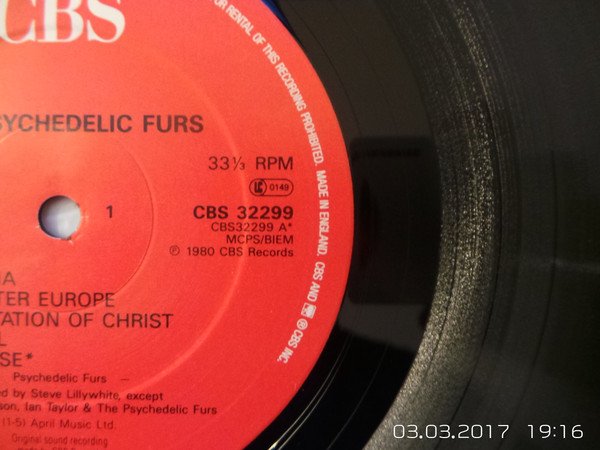 CBS
PSYCHEDELIC FURS
33⅓ RPM
LC 0149
1
CBS 32299
CBS32299 A*
MCPS/BIEM
℗ 1980 CBS Records
IA
TER EUROPE
TATION OF CHRIST
L
SE*
Psychedelic Furs –
ed by Steve Lillywhite, except
son, Ian Taylor & The Psychedelic Furs
(1-5) April Music Ltd.
Original sound recording
OR RENTAL OF THIS RECORDING PROHIBITED. MADE IN ENGLAND. CBS AND ® CBS INC.
03.03.2017 19:16